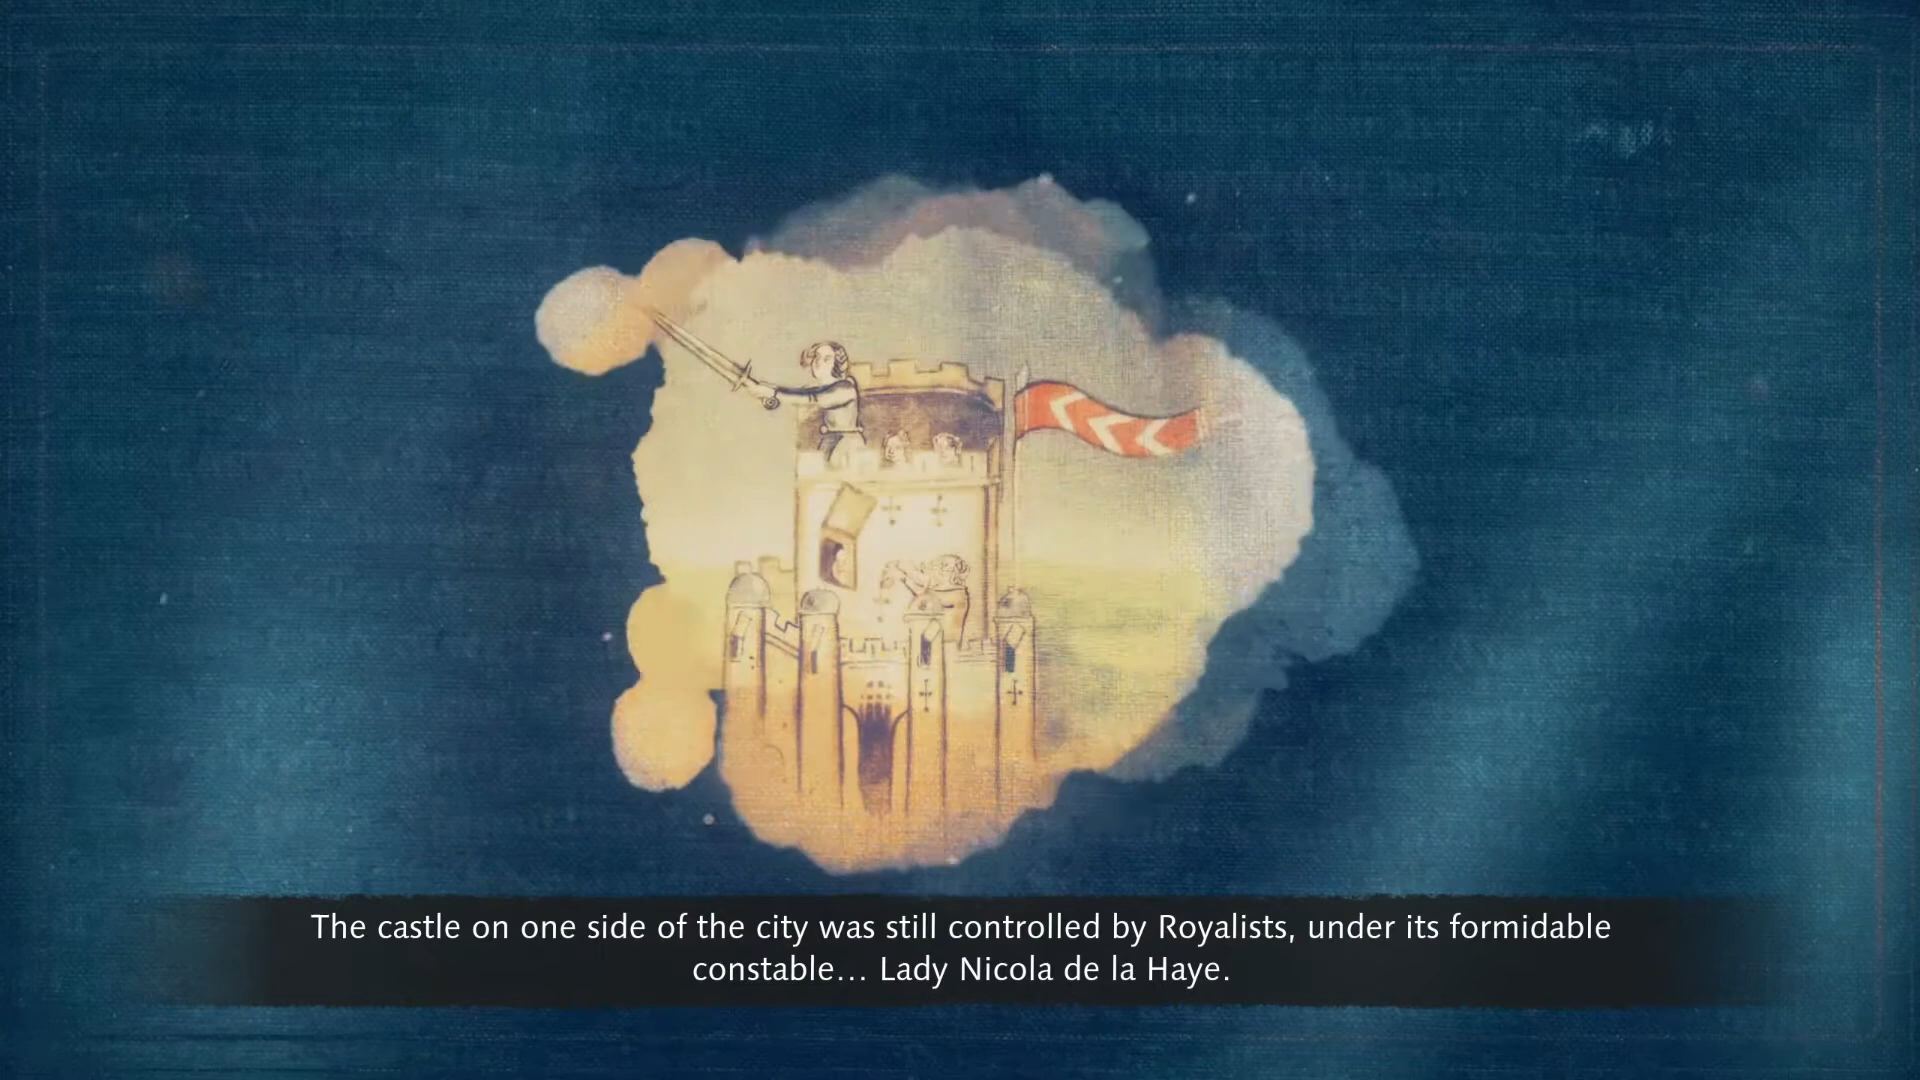 The castle on one side of the city was still controlled by Royalists, under its formidable
constable... Lady Nicola de la Haye.